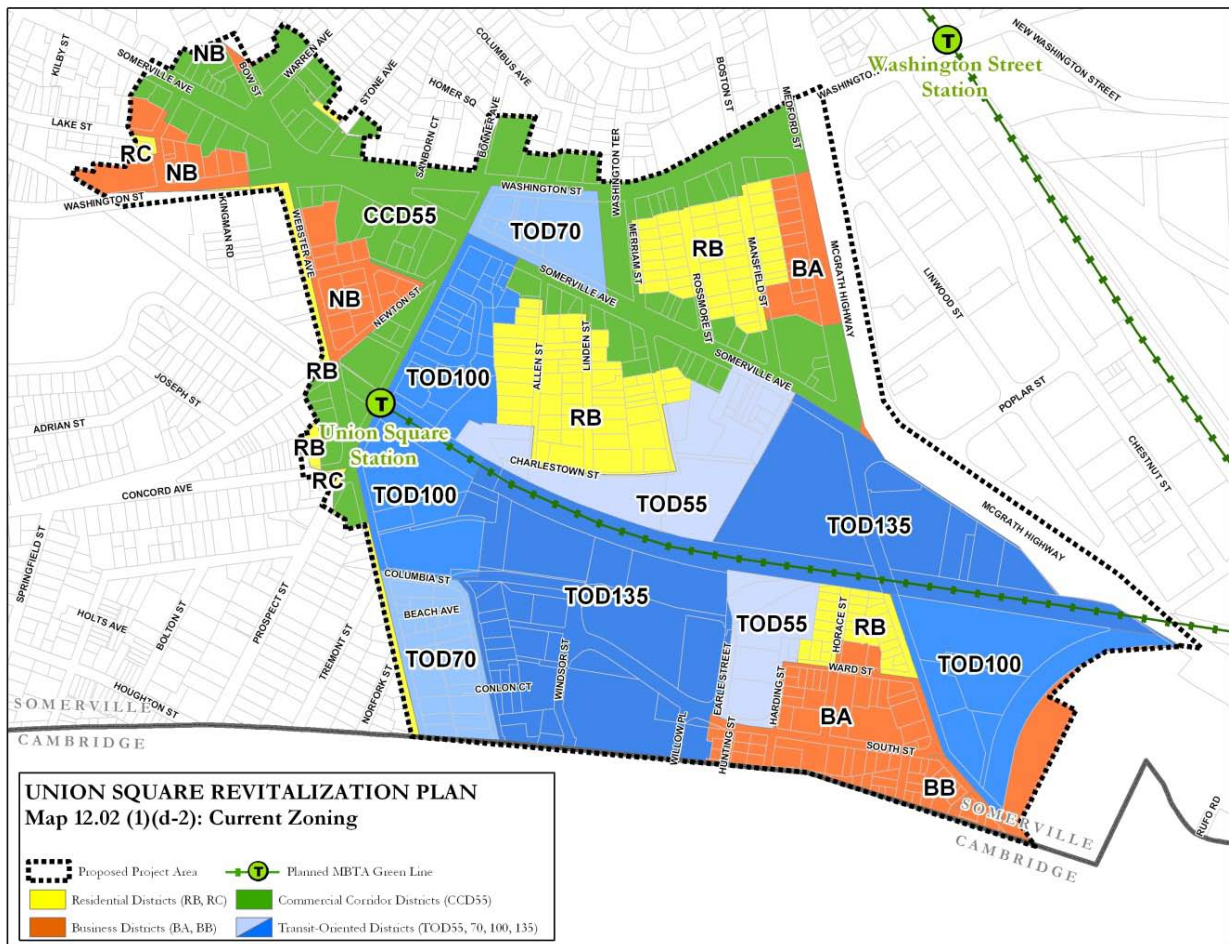 KILBY ST
SOMERVILLE AVE
NB
BOW ST
WARREN AVE
STONE AVE
COLUMBUS AVE
HOMER SQ
BOSTON ST
WASHINGTON
MEDFORD ST
NEW WASHINGTON STREET
T
Washington Street
Station
LAKE ST
RC
NB
SANBORN CT
BONNER AVE
WASHINGTON TER
WASHINGTON ST
KINGMAN RD
WEBSTER AVE
CCD55
WASHINGTON ST
TOD70
MERRIAM ST
RB
ROSSMORE ST
MANSFIELD ST
BA
MCGRATH HIGHWAY
LINWOOD ST
NB
NEWTON ST
SOMERVILLE AVE
ALLEN ST
LINDEN ST
SOMERVILLE AVE
POPLAR ST
CHESTNUT ST
JOSEPH ST
ADRIAN ST
RB
TOD100
T
Union Square
Station
RB
RB
RC
CONCORD AVE
CHARLESTOWN ST
TOD100
TOD55
TOD135
MCGRATH HIGHWAY
SPRINGFIELD ST
HOLTS AVE
BOLTON ST
PROSPECT ST
TREMONT ST
HOUGHTON ST
NORFORK ST
COLUMBIA ST
BEACH AVE
TOD70
CONLON CT
WINDSOR ST
TOD135
WILLOW PL
EARLE STREET
HUNTING ST
TOD55
HARDING ST
HORACE ST
RB
WARD ST
BA
SOUTH ST
BB
TOD100
SOMERVILLE
CAMBRIDGE
SOMERVILLE
CAMBRIDGE
RUFO RD
UNION SQUARE REVITALIZATION PLAN
Map 12.02 (1)(d-2): Current Zoning
Proposed Project Area
T Planned MBTA Green Line
Residential Districts (RB, RC)
Commercial Corridor Districts (CCD55)
Business Districts (BA, BB)
Transit-Oriented Districts (TOD55, 70, 100, 135)